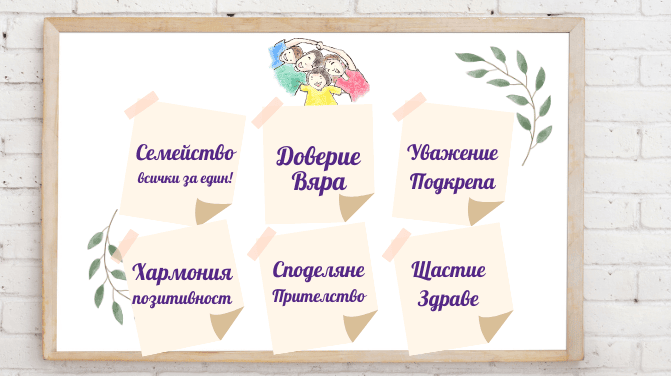 Семейство
всички за един!
Доверие
Вяра
Уважение
Подкрепа
Хармония
позитивност
Споделяне
Прителство
Щастие
Здраве